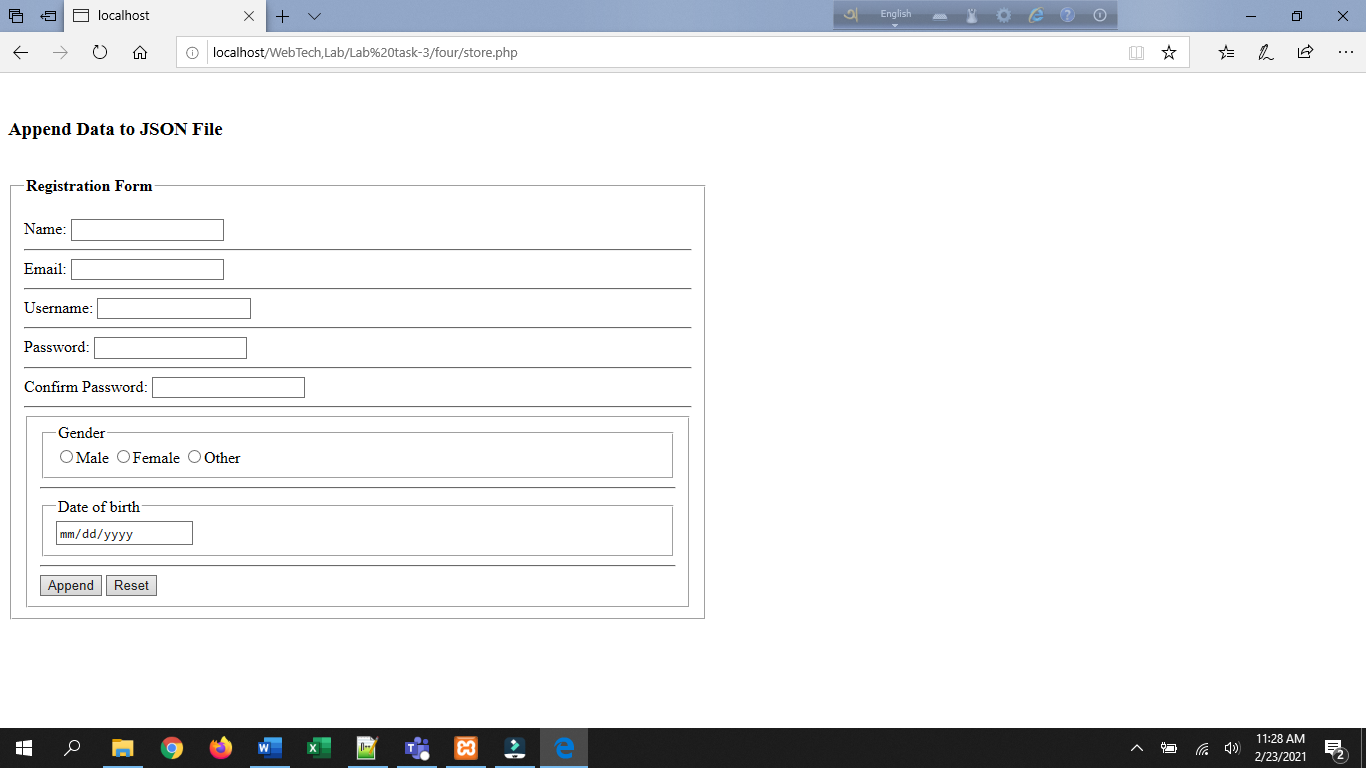 localhost
English
localhost/WebTech,Lab/Lab%20task-3/four/store.php
Append Data to JSON File
Registration Form
Name:
Email:
Username:
Password:
Confirm Password:
Gender
Male Female Other
Date of birth
mm/dd/yyyy
Append Reset
11:28 AM
2/23/2021
2